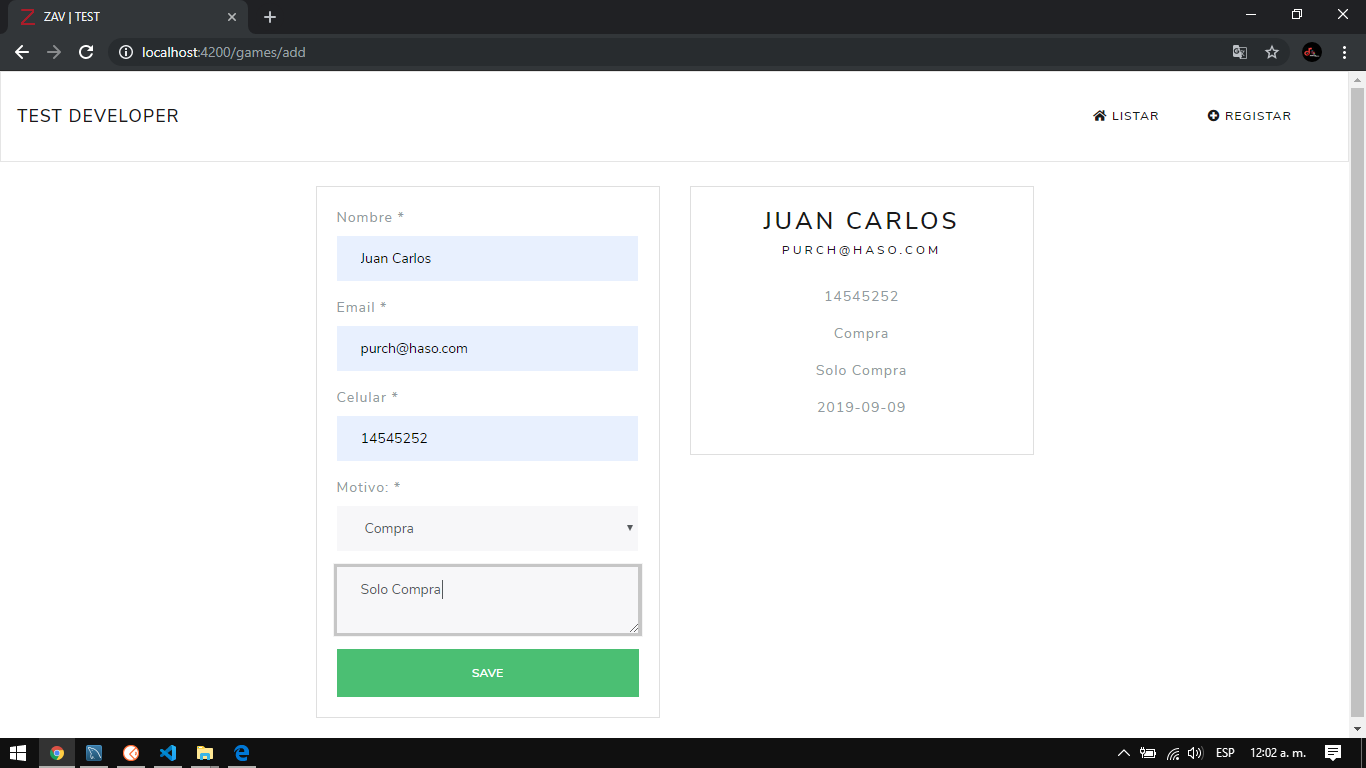 ZAV | TEST
localhost:4200/games/add
TEST DEVELOPER
LISTAR
REGISTAR
Nombre *
Juan Carlos
Email *
purch@haso.com
Celular *
14545252
Motivo: *
Compra
Solo Compra
SAVE
JUAN CARLOS
PURCH@HASO.COM
14545252
Compra
Solo Compra
2019-09-09
ESP
12:02 a. m.